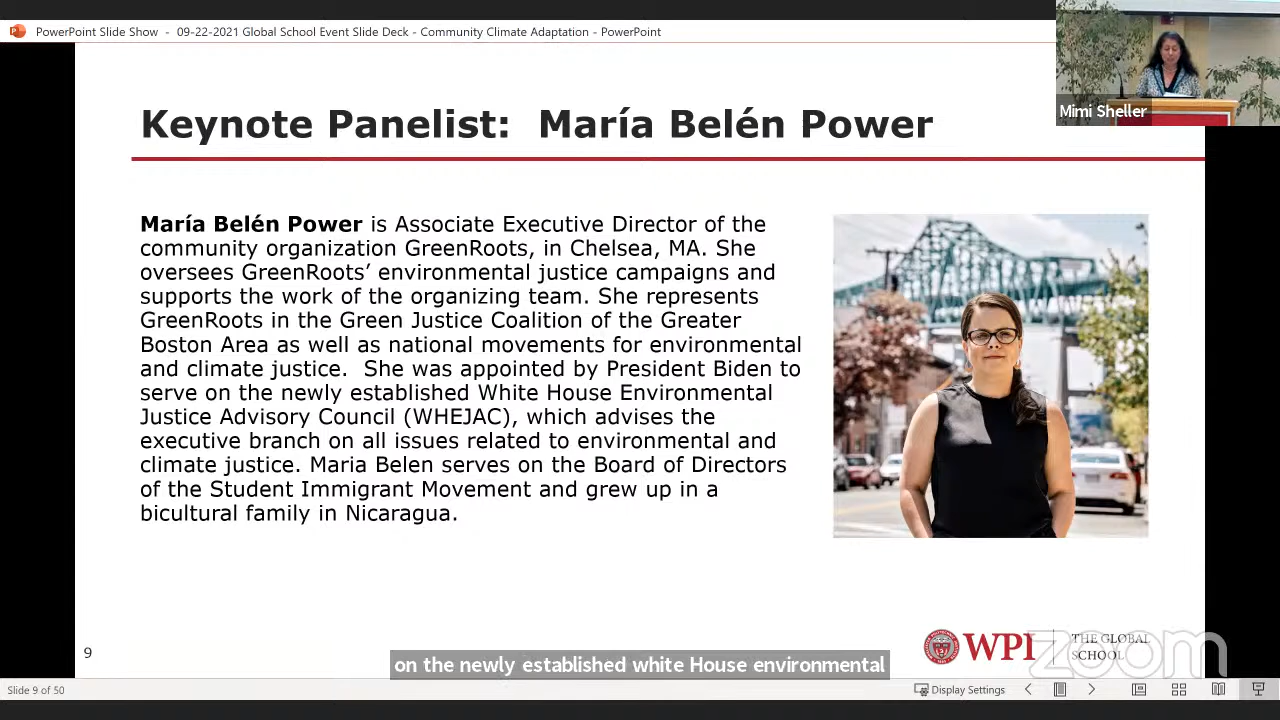 PowerPoint Slide Show - 09-22-2021 Global School Event Slide Deck - Community Climate Adaptation - PowerPoint
Mimi Sheller
Keynote Panelist: María Belén Power
María Belén Power is Associate Executive Director of the
community organization GreenRoots, in Chelsea, MA. She
oversees GreenRoots’ environmental justice campaigns and
supports the work of the organizing team. She represents
GreenRoots in the Green Justice Coalition of the Greater
Boston Area as well as national movements for environmental
and climate justice. She was appointed by President Biden to
serve on the newly established White House Environmental
Justice Advisory Council (WHEJAC), which advises the
executive branch on all issues related to environmental and
climate justice. Maria Belen serves on the Board of Directors
of the Student Immigrant Movement and grew up in a
bicultural family in Nicaragua.
9
WPI
THE GLOBAL
SCHOOL
zoom
on the newly established white House environmental
Slide 9 of 50
Display Settings